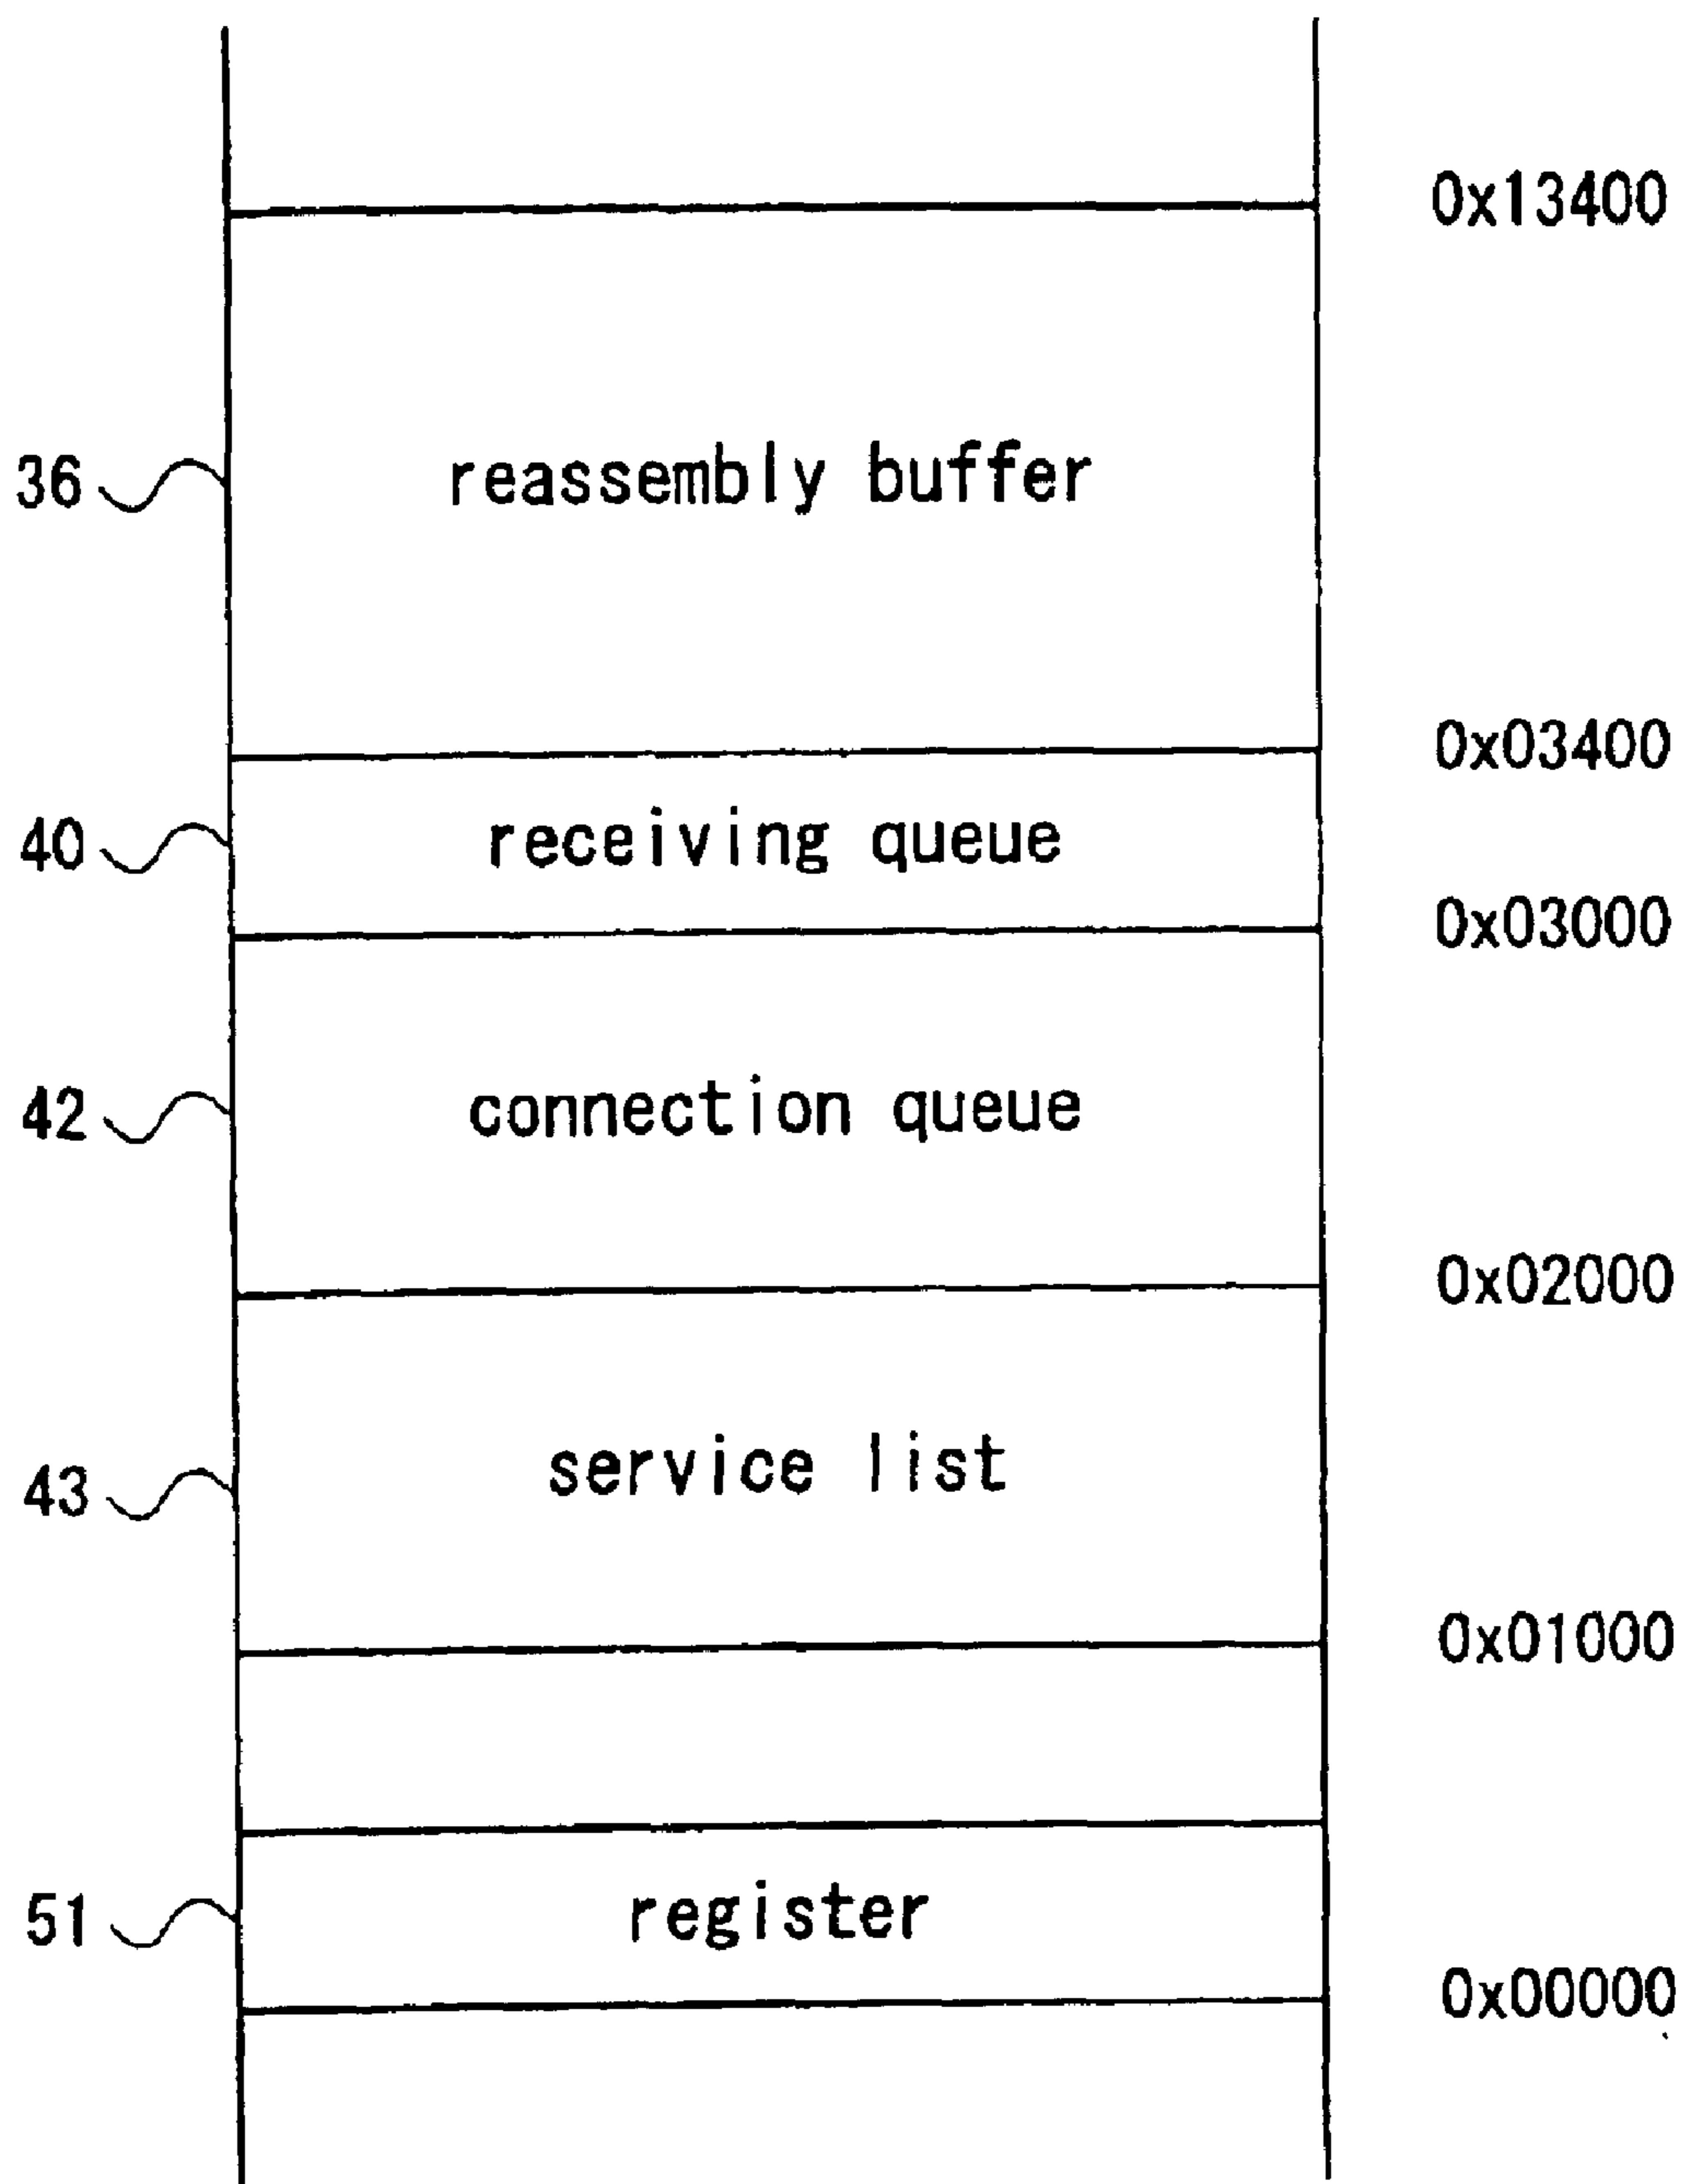 0x13400
36 reassembly buffer
0x03400
40 receiving queue
0x03000
42 connection queue
0x02000
43 service list
0x01000
51 register
0x00000